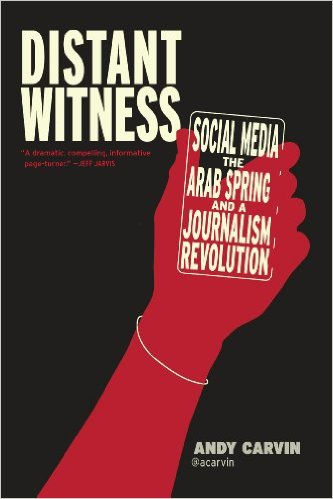 DISTANT
WITNESS
"A dramatic, compelling, informative
page-turner." —JEFF JARVIS
SOCIAL MEDIA
THE
ARAB SPRING
AND A
JOURNALISM
REVOLUTION
ANDY CARVIN
@acarvin